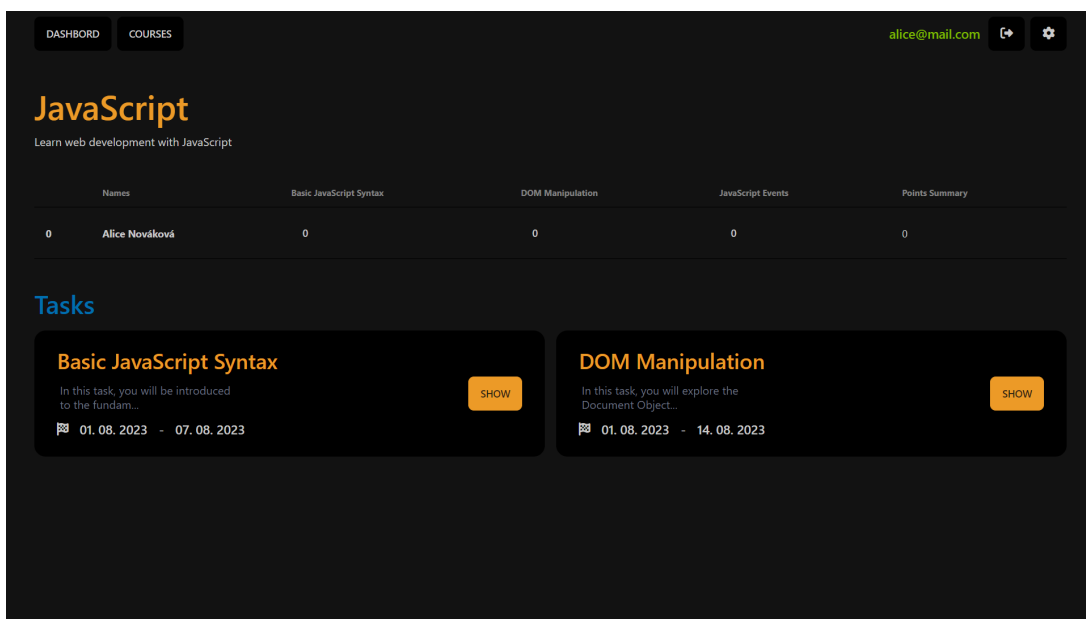 DASHBORD COURSES alice@mail.com
JavaScript
Learn web development with JavaScript
Names Basic JavaScript Syntax DOM Manipulation JavaScript Events Points Summary
0 Alice Nováková 0 0 0 0
Tasks
Basic JavaScript Syntax
In this task, you will be introduced
to the fundam...
SHOW
01. 08. 2023 - 07. 08. 2023
DOM Manipulation
In this task, you will explore the
Document Object...
SHOW
01. 08. 2023 - 14. 08. 2023